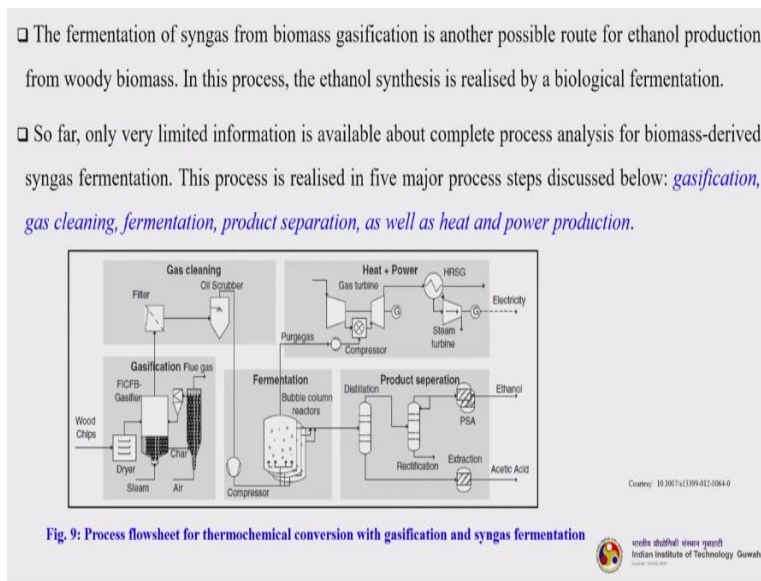 ❑ The fermentation of syngas from biomass gasification is another possible route for ethanol production
from woody biomass. In this process, the ethanol synthesis is realised by a biological fermentation.
❑ So far, only very limited information is available about complete process analysis for biomass-derived
syngas fermentation. This process is realised in five major process steps discussed below: gasification,
gas cleaning, fermentation, product separation, as well as heat and power production.
Gas cleaning
Filter
Oil Scrubber
Heat + Power
Gas turbine
HRSG
G
G
Electricity
Steam
turbine
Purgegas
Compressor
Gasification
Flue gas
FICFB-
Gasifier
Wood
Chips
Dryer
Char
Steam
Air
Fermentation
Bubble column
reactors
Compressor
Product seperation
Distillation
Ethanol
PSA
Rectification
Extraction
Acetic Acid
Courtesy: 10.1007/s13399-012-0064-0
Fig. 9: Process flowsheet for thermochemical conversion with gasification and syngas fermentation
भारतीय प्रौद्योगिकी संस्थान गुवाहाटी
Indian Institute of Technology Guwah